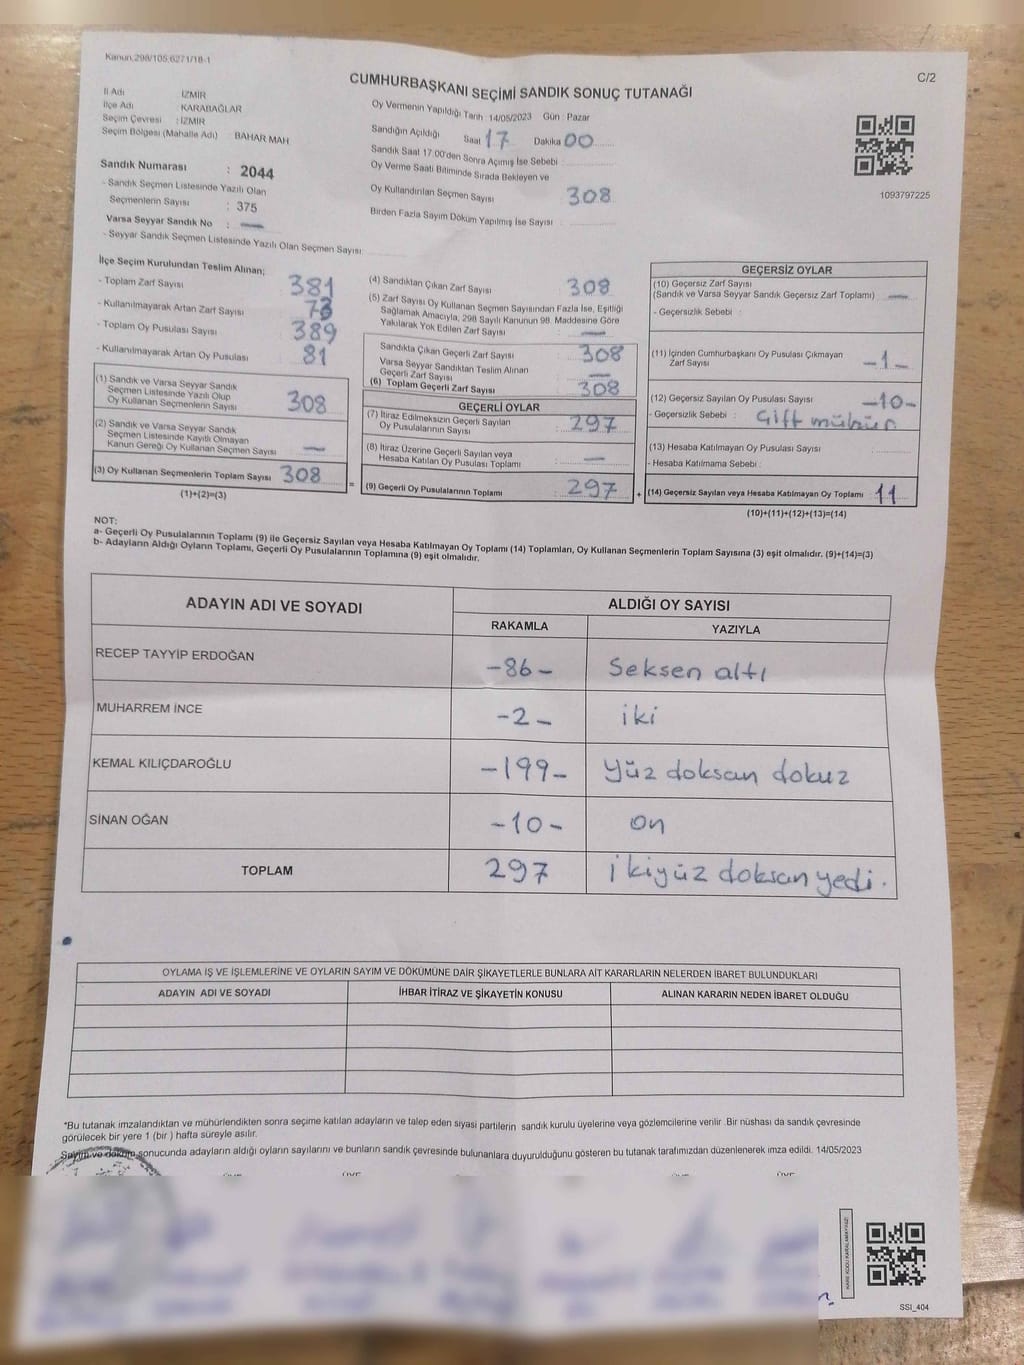 Kanun.298/105.6271/18-1
C/2
CUMHURBAŞKANI SEÇİMİ SANDIK SONUÇ TUTANAĞI
İl Adı İZMİR
İlçe Adı KARABAĞLAR
Seçim Çevresi : İZMİR
Seçim Bölgesi (Mahalle Adı) : BAHAR MAH
Sandık Numarası : 2044
- Sandık Seçmen Listesinde Yazılı Olan
Seçmenlerin Sayısı : 375
Varsa Seyyar Sandık No : —
- Seyyar Sandık Seçmen Listesinde Yazılı Olan Seçmen Sayısı:
Oy Vermenin Yapıldığı Tarih : 14/05/2023 Gün : Pazar
Sandığın Açıldığı Saat 17 Dakika 00
Sandık Saat 17.00'den Sonra Açılmış İse Sebebi :
Oy Verme Saati Bitiminde Sırada Bekleyen ve
Oy Kullandırılan Seçmen Sayısı 308
Birden Fazla Sayım Döküm Yapılmış İse Sayısı :
1093797225
İlçe Seçim Kurulundan Teslim Alınan;
- Toplam Zarf Sayısı 381
- Kullanılmayarak Artan Zarf Sayısı 73
- Toplam Oy Pusulası Sayısı 389
- Kullanılmayarak Artan Oy Pusulası 81
(1) Sandık ve Varsa Seyyar Sandık
Seçmen Listesinde Yazılı Olup
Oy Kullanan Seçmenlerin Sayısı 308
(2) Sandık ve Varsa Seyyar Sandık
Seçmen Listesinde Kayıtlı Olmayan
Kanun Gereği Oy Kullanan Seçmen Sayısı —
(3) Oy Kullanan Seçmenlerin Toplam Sayısı 308
(1)+(2)=(3)
(4) Sandıktan Çıkan Zarf Sayısı : 308
(5) Zarf Sayısı Oy Kullanan Seçmen Sayısından Fazla İse, Eşitliği
Sağlamak Amacıyla, 298 Sayılı Kanunun 98. Maddesine Göre
Yakılarak Yok Edilen Zarf Sayısı : —
Sandıkta Çıkan Geçerli Zarf Sayısı : 308
Varsa Seyyar Sandıktan Teslim Alınan
Geçerli Zarf Sayısı : —
(6) Toplam Geçerli Zarf Sayısı : 308
GEÇERLİ OYLAR
(7) İtiraz Edilmeksizin Geçerli Sayılan
Oy Pusulalarının Sayısı : 297
(8) İtiraz Üzerine Geçerli Sayılan veya
Hesaba Katılan Oy Pusulası Toplamı : —
= (9) Geçerli Oy Pusulalarının Toplamı : 297 +
GEÇERSİZ OYLAR
(10) Geçersiz Zarf Sayısı
(Sandık ve Varsa Seyyar Sandık Geçersiz Zarf Toplamı) : —
- Geçersizlik Sebebi :
(11) İçinden Cumhurbaşkanı Oy Pusulası Çıkmayan
Zarf Sayısı : -1-
(12) Geçersiz Sayılan Oy Pusulası Sayısı : -10-
- Geçersizlik Sebebi : Çift mühür
(13) Hesaba Katılmayan Oy Pusulası Sayısı :
- Hesaba Katılmama Sebebi :
(14) Geçersiz Sayılan veya Hesaba Katılmayan Oy Toplamı : 11
(10)+(11)+(12)+(13)=(14)
NOT:
a- Geçerli Oy Pusulalarının Toplamı (9) ile Geçersiz Sayılan veya Hesaba Katılmayan Oy Toplamı (14) Toplamları, Oy Kullanan Seçmenlerin Toplam Sayısına (3) eşit olmalıdır. (9)+(14)=(3)
b- Adayların Aldığı Oyların Toplamı, Geçerli Oy Pusulalarının Toplamına (9) eşit olmalıdır.
ADAYIN ADI VE SOYADI ALDIĞI OY SAYISI
RAKAMLA YAZIYLA
RECEP TAYYİP ERDOĞAN -86- Seksen altı
MUHARREM İNCE -2- iki
KEMAL KILIÇDAROĞLU -199- Yüz doksan dokuz
SİNAN OĞAN -10- on
TOPLAM 297 ikiyüz doksan yedi.
OYLAMA İŞ VE İŞLEMLERİNE VE OYLARIN SAYIM VE DÖKÜMÜNE DAİR ŞİKAYETLERLE BUNLARA AİT KARARLARIN NELERDEN İBARET BULUNDUKLARI
ADAYIN ADI VE SOYADI İHBAR İTİRAZ VE ŞİKAYETİN KONUSU ALINAN KARARIN NEDEN İBARET OLDUĞU
*Bu tutanak imzalandıktan ve mühürlendikten sonra seçime katılan adayların ve talep eden siyasi partilerin sandık kurulu üyelerine veya gözlemcilerine verilir. Bir nüshası da sandık çevresinde
görülecek bir yere 1 (bir ) hafta süreyle asılır.
Sayım ve döküm sonucunda adayların aldığı oyların sayılarını ve bunların sandık çevresinde bulunanlara duyurulduğunu gösteren bu tutanak tarafımızdan düzenlenerek imza edildi. 14/05/2023
KARE KODU KARALAMAYINIZ!
SSI_404